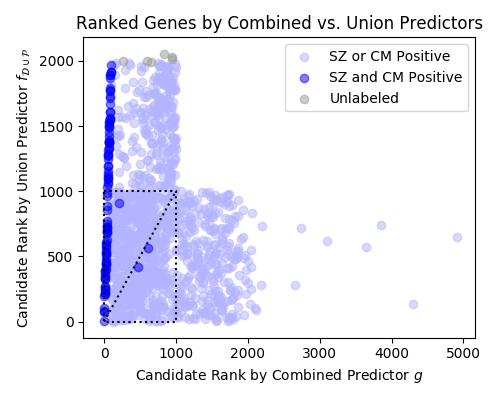 Ranked Genes by Combined vs. Union Predictors
SZ or CM Positive
SZ and CM Positive
Unlabeled
Candidate Rank by Union Predictor f_{𝒟∪𝒫}
2000
1500
1000
500
0
0 1000 2000 3000 4000 5000
Candidate Rank by Combined Predictor g